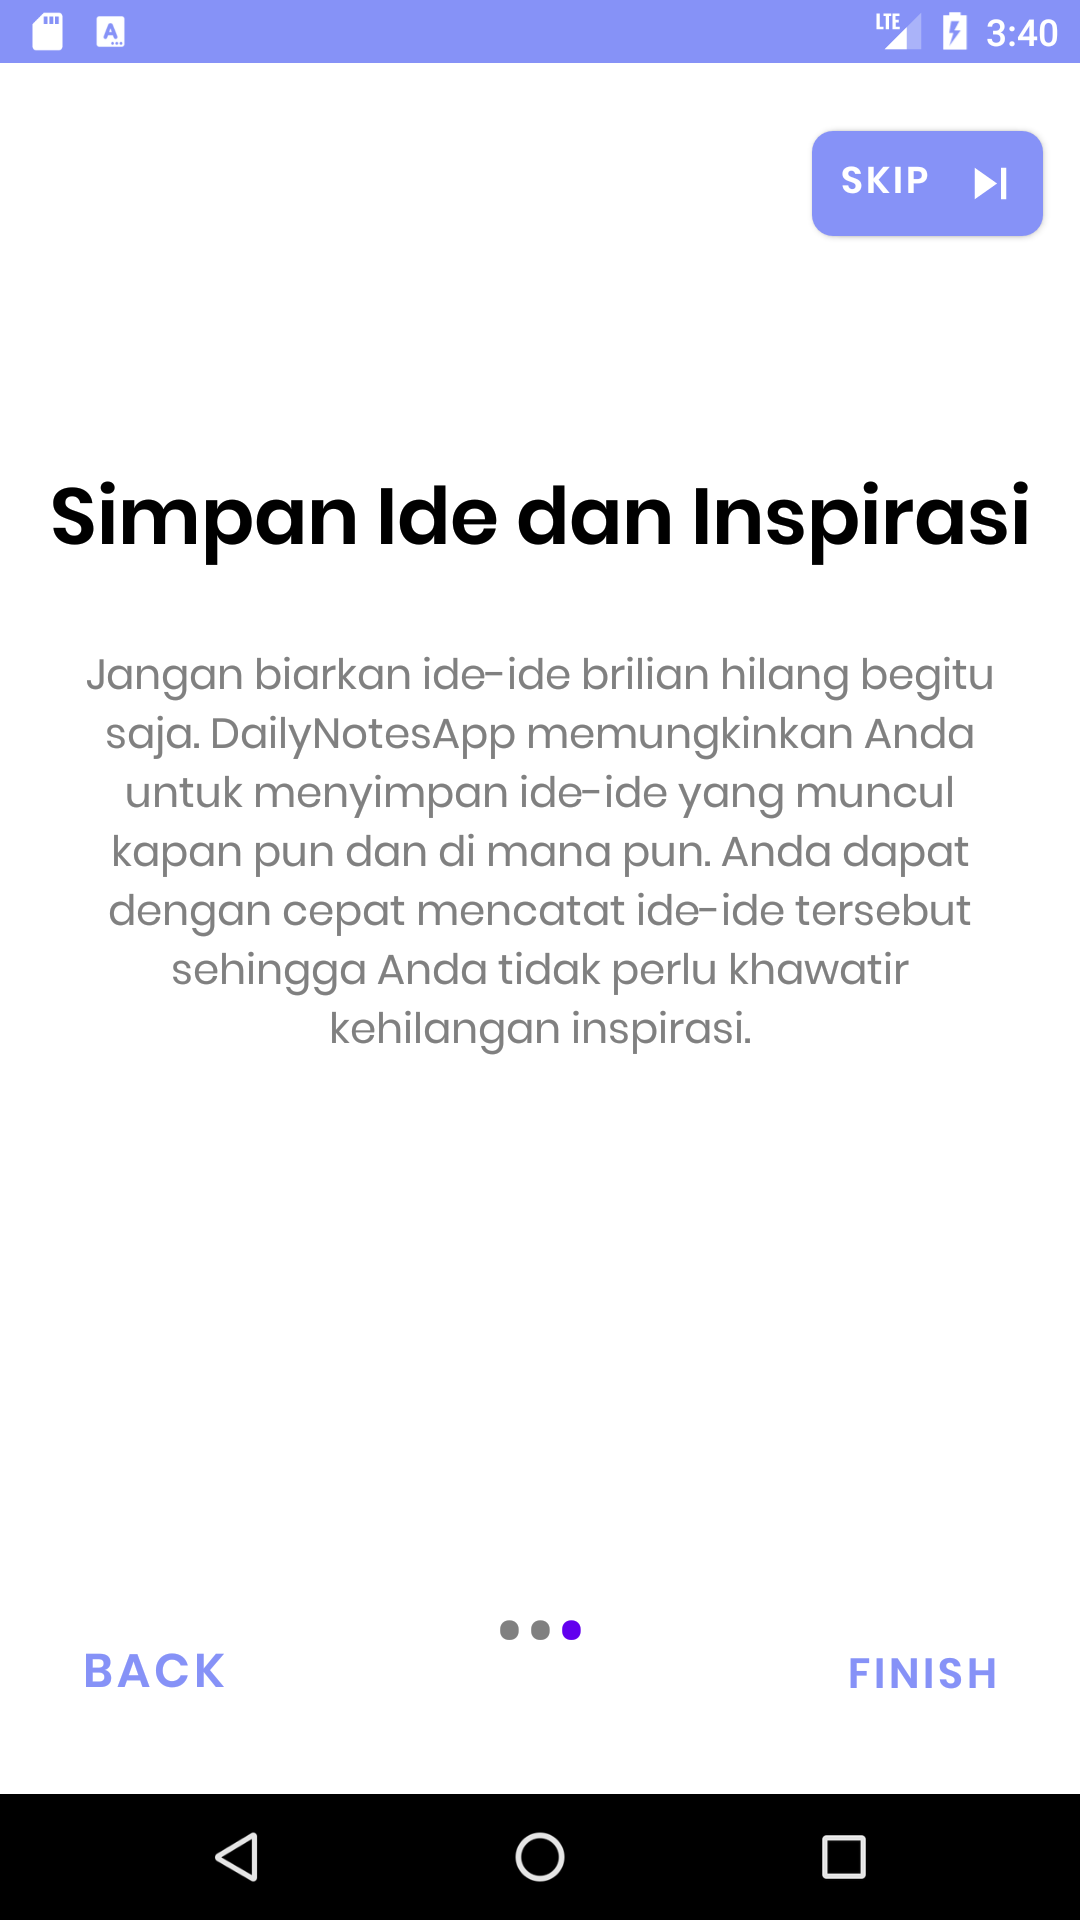 LTE 3:40
SKIP
Simpan Ide dan Inspirasi
Jangan biarkan ide-ide brilian hilang begitu
saja. DailyNotesApp memungkinkan Anda
untuk menyimpan ide-ide yang muncul
kapan pun dan di mana pun. Anda dapat
dengan cepat mencatat ide-ide tersebut
sehingga Anda tidak perlu khawatir
kehilangan inspirasi.
BACK
FINISH